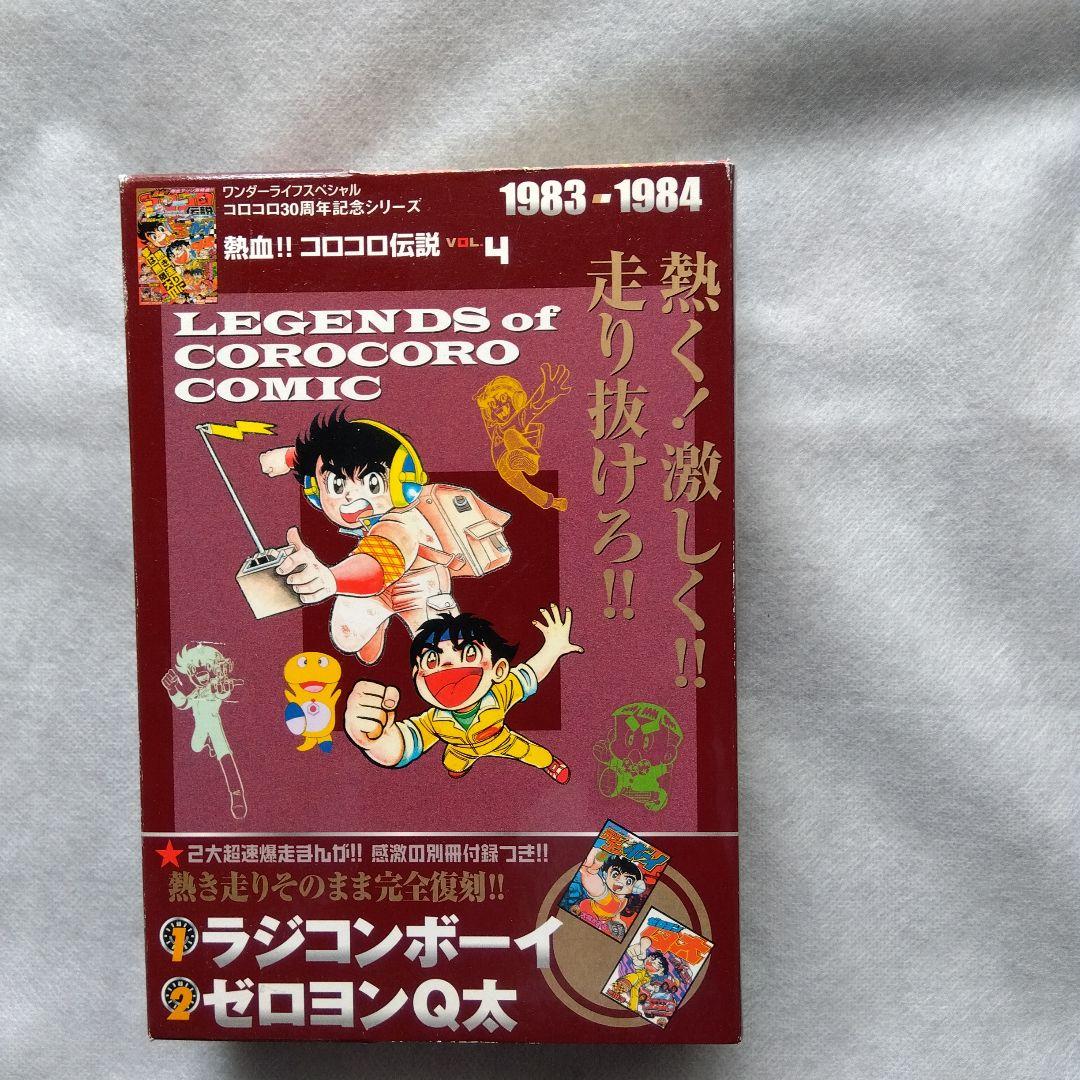 ワンダーライフスペシャル
コロコロ30周年記念シリーズ
熱血!! コロコロ伝説 VOL.4
1983-1984
LEGENDS of
COROCORO
COMIC
熱く!激しく!!
走り抜けろ!!
★2大超速爆走まんが!! 感激の別冊付録つき!!
熱き走りそのまま完全復刻!!
1 ラジコンボーイ
2 ゼロヨンQ太